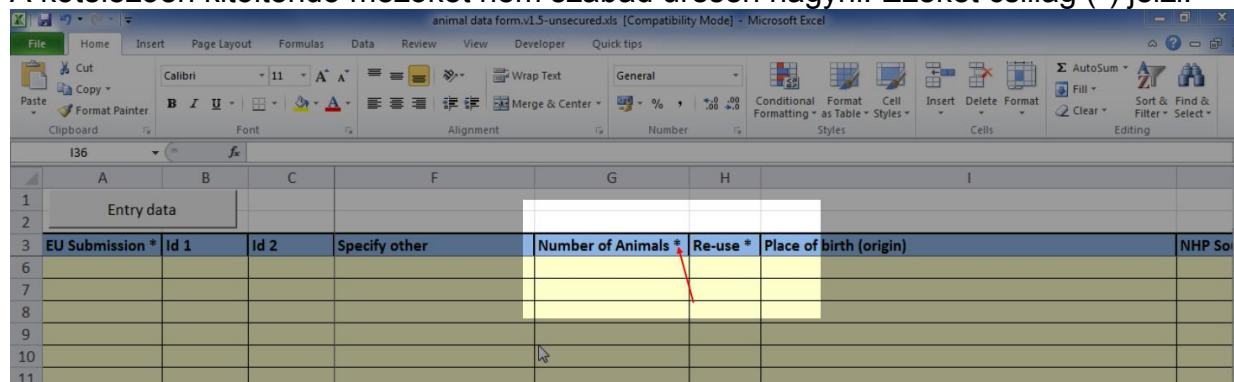 A kötelezően kitöltendő mezőket nem szabad üresen hagyni. Ezeket csillag (*) jelzi.
animal data form.v1.5-unsecured.xls [Compatibility Mode] - Microsoft Excel
File Home Insert Page Layout Formulas Data Review View Developer Quick tips
Cut
Copy
Format Painter
Paste
Calibri 11
B I U
Wrap Text
Merge & Center
General
Conditional Formatting
Format as Table
Cell Styles
Insert Delete Format
AutoSum
Fill
Clear
Sort & Filter
Find & Select
Clipboard Font Alignment Number Styles Cells Editing
I36 fx
A B C F G H I
1 Entry data
2
3 EU Submission * Id 1 Id 2 Specify other Number of Animals * Re-use * Place of birth (origin) NHP Sou
6
7
8
9
10
11